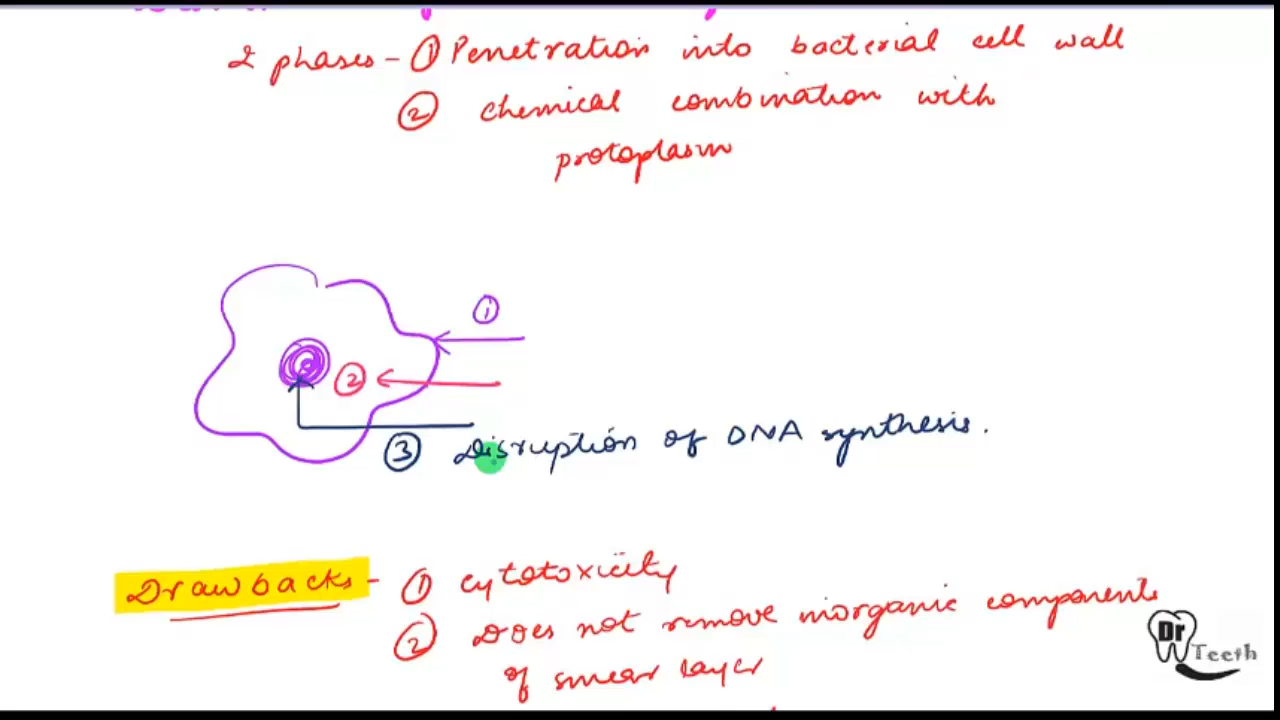 2 phases - ① Penetration into bacterial cell wall
② chemical combination with
protoplasm
①
②
③ Disruption of DNA synthesis.
Drawbacks - ① cytotoxicity
② Does not remove inorganic components
of smear layer
Dr
Teeth